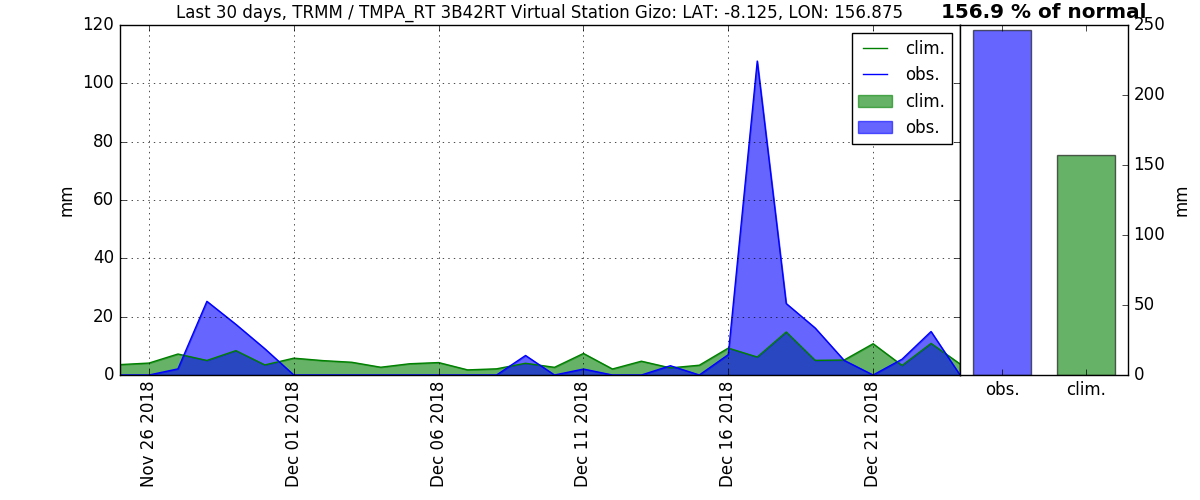 Last 30 days, TRMM / TMPA_RT 3B42RT Virtual Station Gizo: LAT: -8.125, LON: 156.875
156.9 % of normal
120
100
80
60
40
20
0
mm
clim.
obs.
clim.
obs.
Nov 26 2018
Dec 01 2018
Dec 06 2018
Dec 11 2018
Dec 16 2018
Dec 21 2018
250
200
150
100
50
0
mm
obs.
clim.